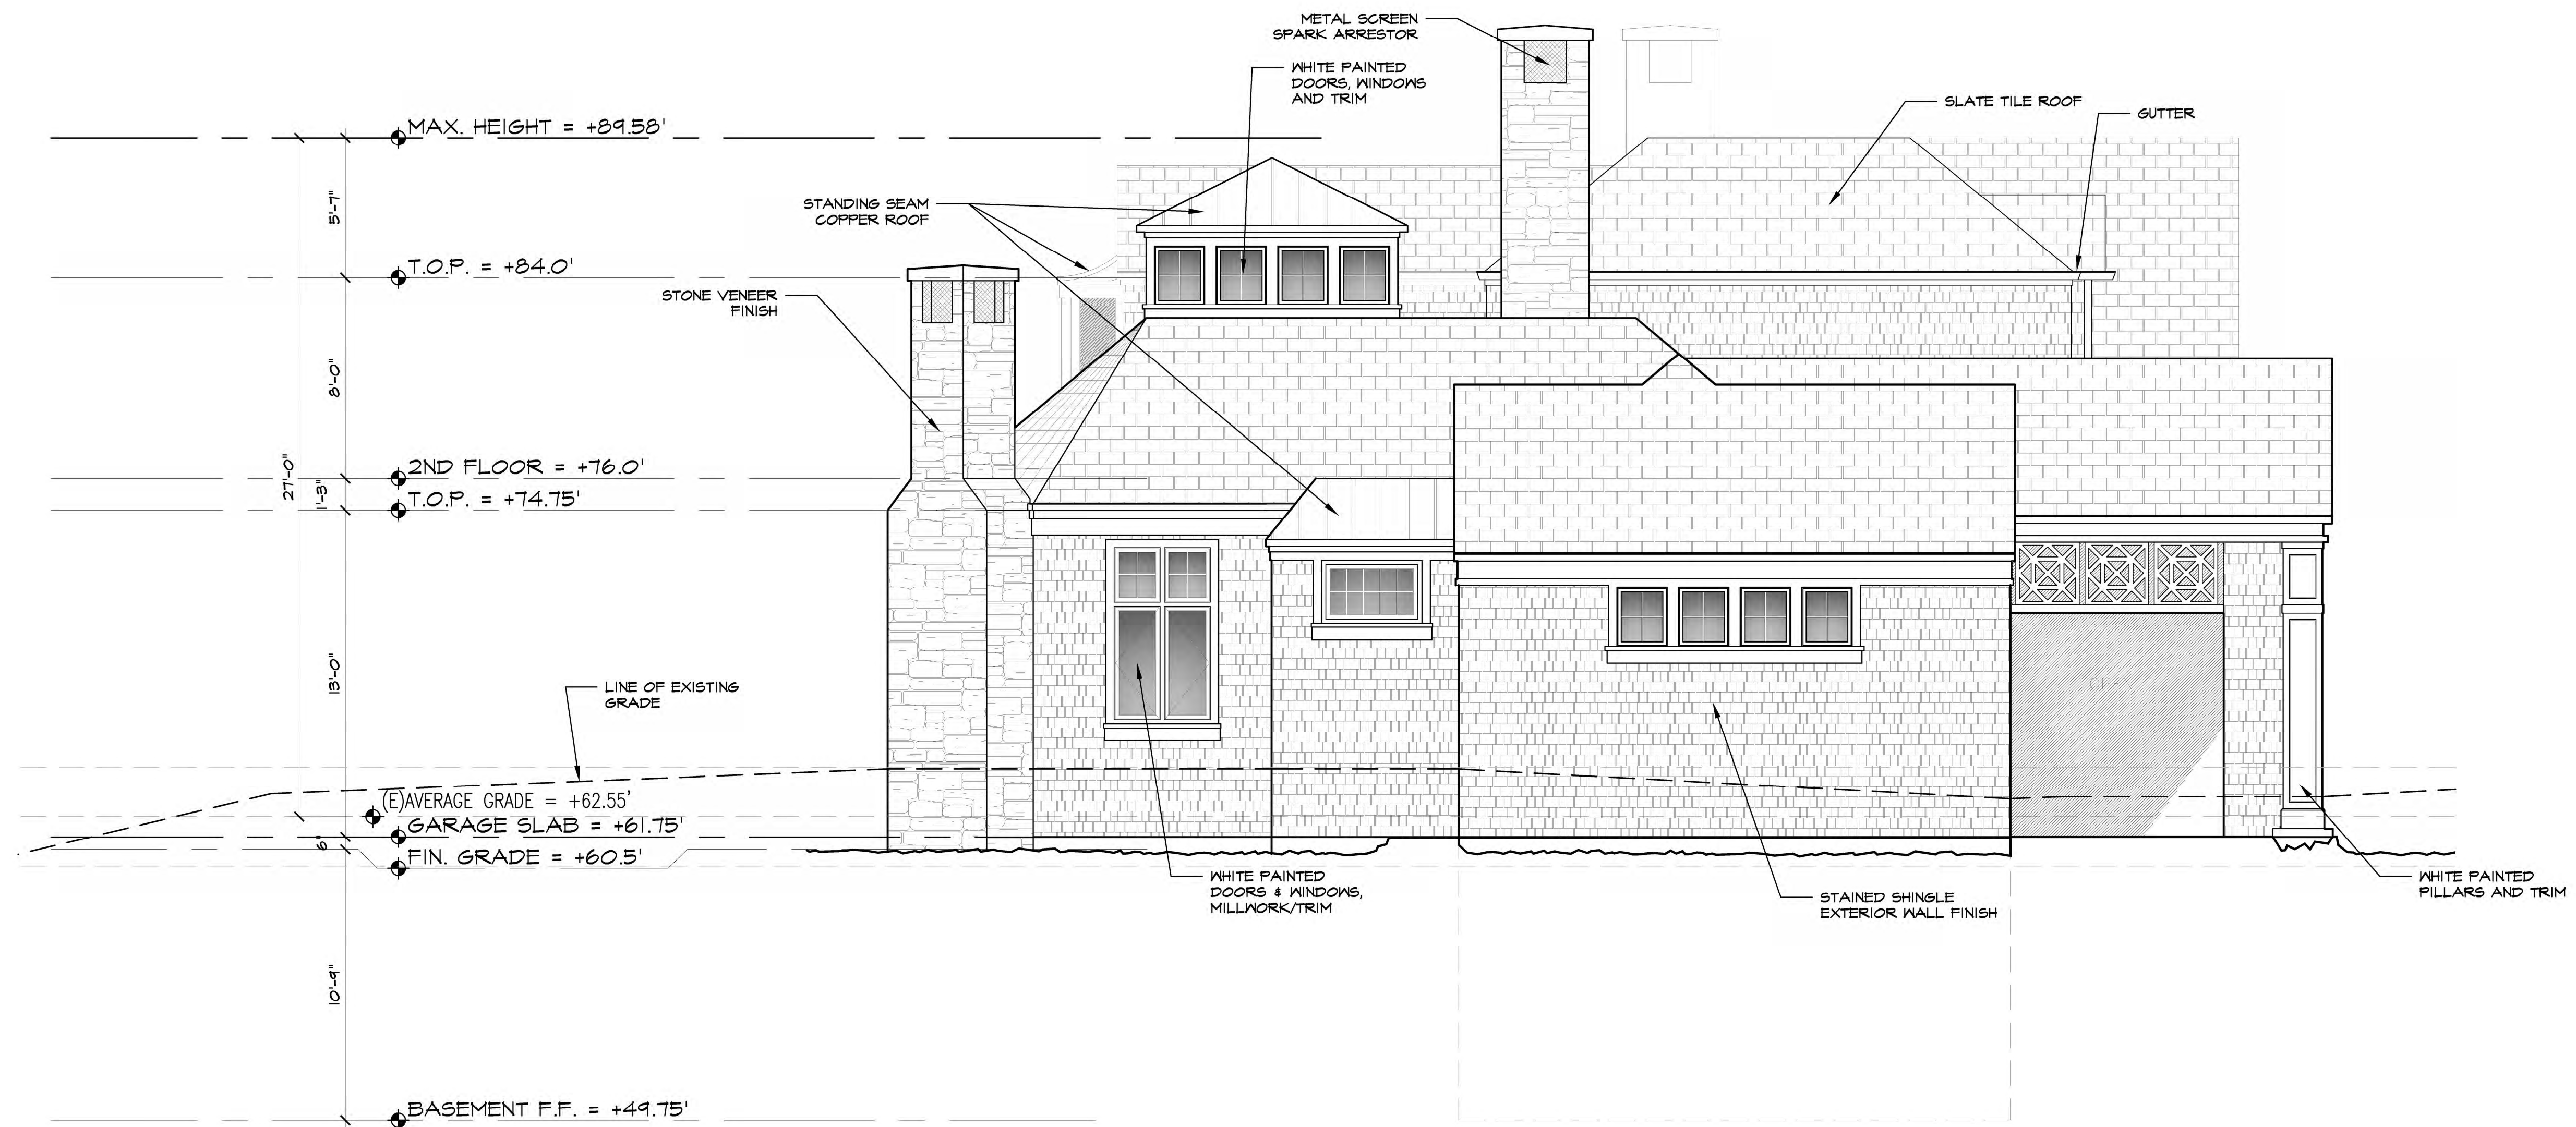 METAL SCREEN
SPARK ARRESTOR
WHITE PAINTED
DOORS, WINDOWS
AND TRIM
SLATE TILE ROOF
GUTTER
MAX. HEIGHT = +89.58'
5'-7"
STANDING SEAM
COPPER ROOF
T.O.P. = +84.0'
STONE VENEER
FINISH
8'-0"
2ND FLOOR = +76.0'
27'-0"
1'-3"
T.O.P. = +74.75'
13'-0"
LINE OF EXISTING
GRADE
OPEN
(E)AVERAGE GRADE = +62.55'
GARAGE SLAB = +61.75'
6"
FIN. GRADE = +60.5'
WHITE PAINTED
DOORS & WINDOWS,
MILLWORK/TRIM
STAINED SHINGLE
EXTERIOR WALL FINISH
WHITE PAINTED
PILLARS AND TRIM
10'-9"
BASEMENT F.F. = +49.75'